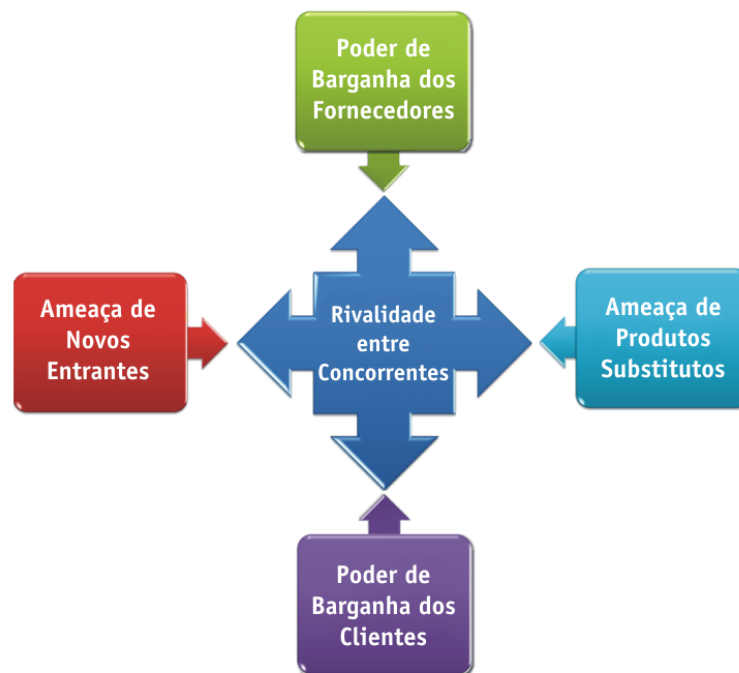 Poder de
Barganha dos
Fornecedores
Ameaça de
Novos
Entrantes
Rivalidade
entre
Concorrentes
Ameaça de
Produtos
Substitutos
Poder de
Barganha dos
Clientes